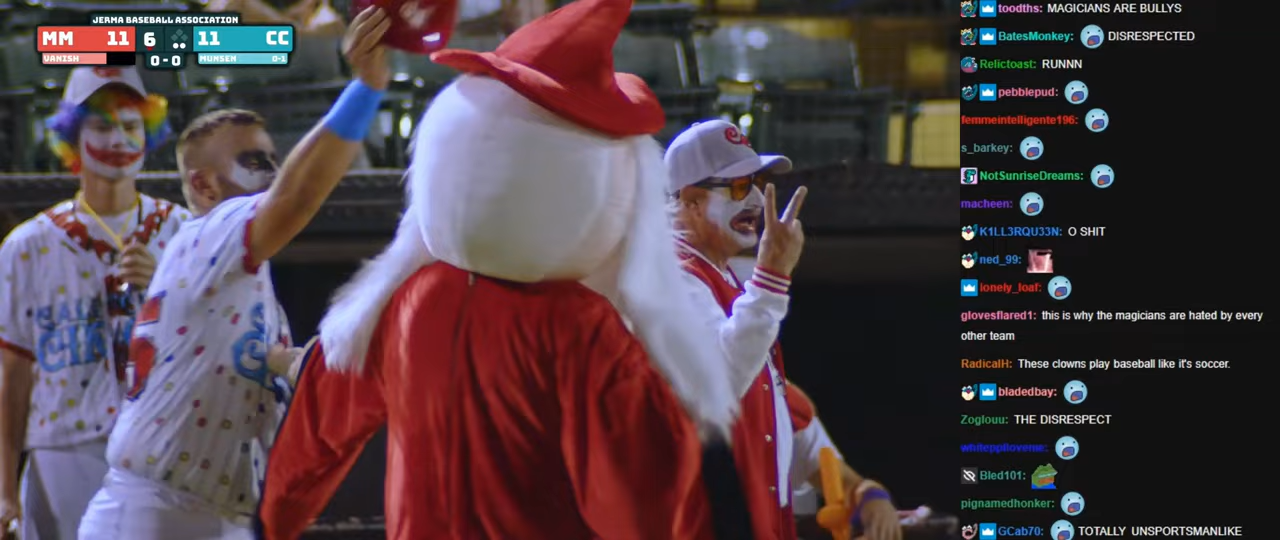 JERMA BASEBALL ASSOCIATION
MM 11 6 11 CC
VANISH 0-0 MUNSEN 0-1
toodths: MAGICIANS ARE BULLYS
BatesMonkey: DISRESPECTED
Relictoast: RUNNN
pebblepud:
femmeintelligente196:
s_barkey:
NotSunriseDreams:
macheen:
K1LL3RQU33N: O SHIT
ned_99:
lonely_loaf:
glovesflared1: this is why the magicians are hated by every
other team
RadicalH: These clowns play baseball like it's soccer.
bladedbay:
Zoglouu: THE DISRESPECT
Bled101:
pignamedhonker:
GCab70: TOTALLY UNSPORTSMANLIKE